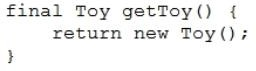 final Toy getToy() {
    return new Toy();
}